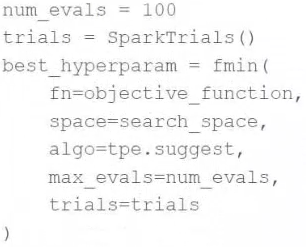 num_evals = 100
trials = SparkTrials()
best_hyperparam = fmin(
    fn=objective_function,
    space=search_space,
    algo=tpe.suggest,
    max_evals=num_evals,
    trials=trials
)